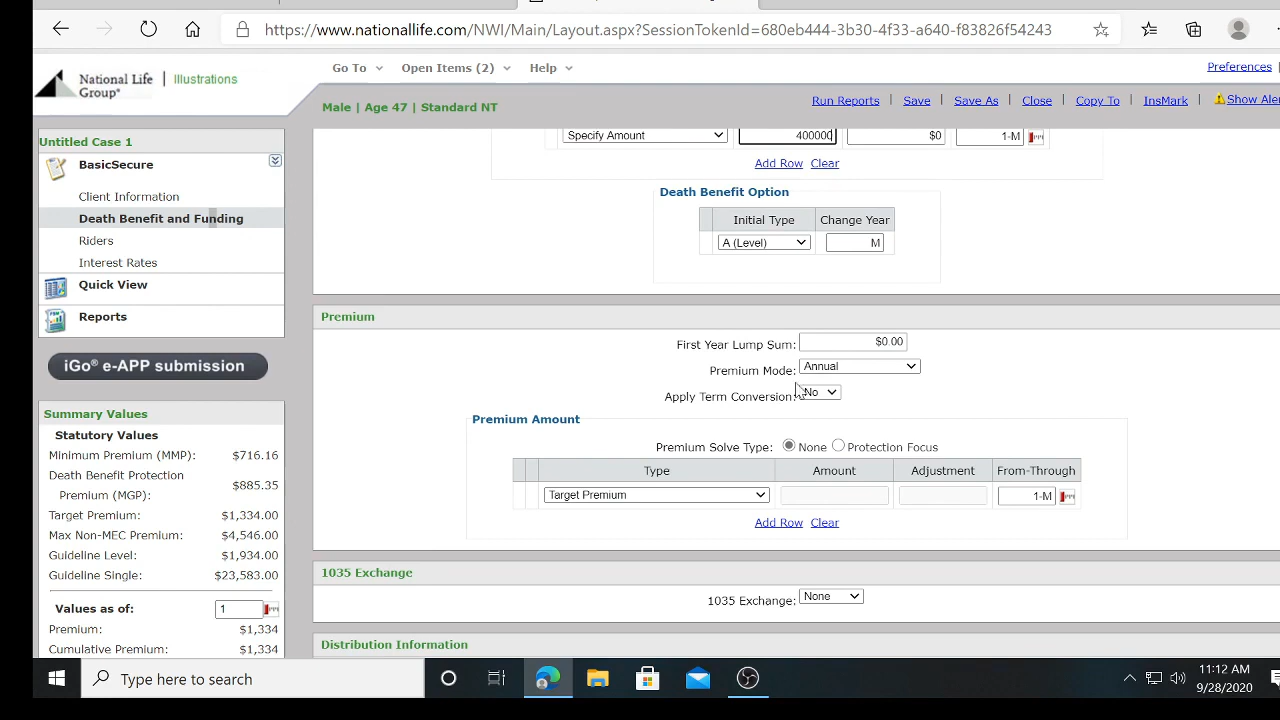 https://www.nationallife.com/NWI/Main/Layout.aspx?SessionTokenId=680eb444-3b30-4f33-a640-f83826f54243
National Life Group® | Illustrations
Go To Open Items (2) Help
Preferences
Male | Age 47 | Standard NT
Run Reports Save Save As Close Copy To InsMark Show Aler
Untitled Case 1
BasicSecure
Client Information
Death Benefit and Funding
Riders
Interest Rates
Quick View
Reports
iGo® e-APP submission
Summary Values
Statutory Values
Minimum Premium (MMP): $716.16
Death Benefit Protection
Premium (MGP): $885.35
Target Premium: $1,334.00
Max Non-MEC Premium: $4,546.00
Guideline Level: $1,934.00
Guideline Single: $23,583.00
Values as of: 1
Premium: $1,334
Cumulative Premium: $1,334
Specify Amount 400000 $0 1-M
Add Row Clear
Death Benefit Option
Initial Type Change Year
A (Level) M
Premium
First Year Lump Sum: $0.00
Premium Mode: Annual
Apply Term Conversion: No
Premium Amount
Premium Solve Type: None Protection Focus
Type Amount Adjustment From-Through
Target Premium 1-M
Add Row Clear
1035 Exchange
1035 Exchange: None
Distribution Information
Type here to search
11:12 AM
9/28/2020